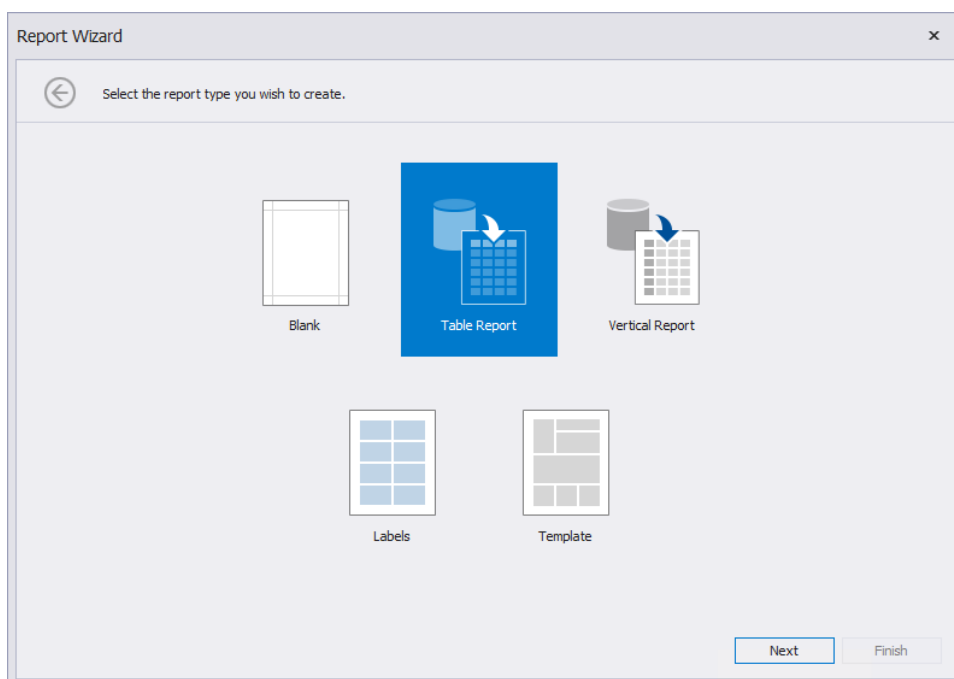 Report Wizard
Select the report type you wish to create.
Blank
Table Report
Vertical Report
Labels
Template
Next
Finish